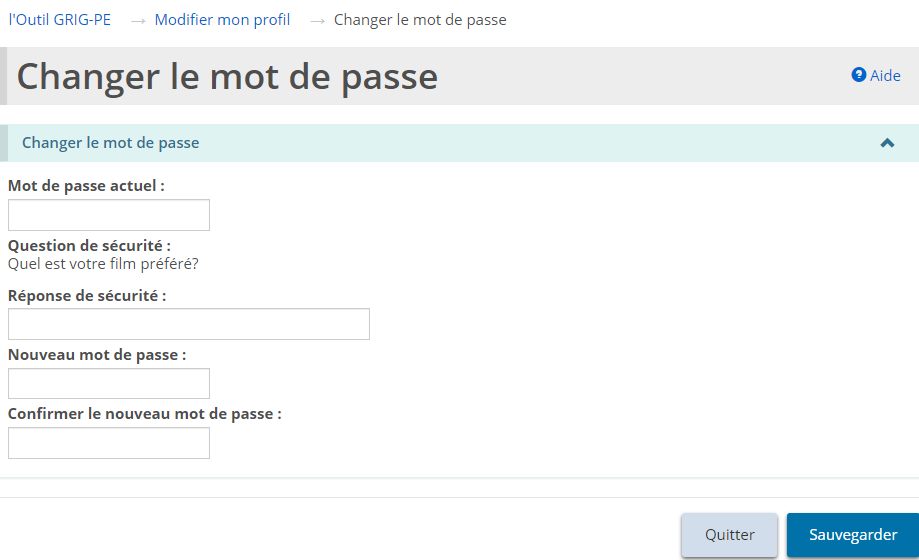 l'Outil GRIG-PE → Modifier mon profil → Changer le mot de passe
Changer le mot de passe
Aide
Changer le mot de passe
Mot de passe actuel :
Question de sécurité :
Quel est votre film préféré?
Réponse de sécurité :
Nouveau mot de passe :
Confirmer le nouveau mot de passe :
Quitter
Sauvegarder